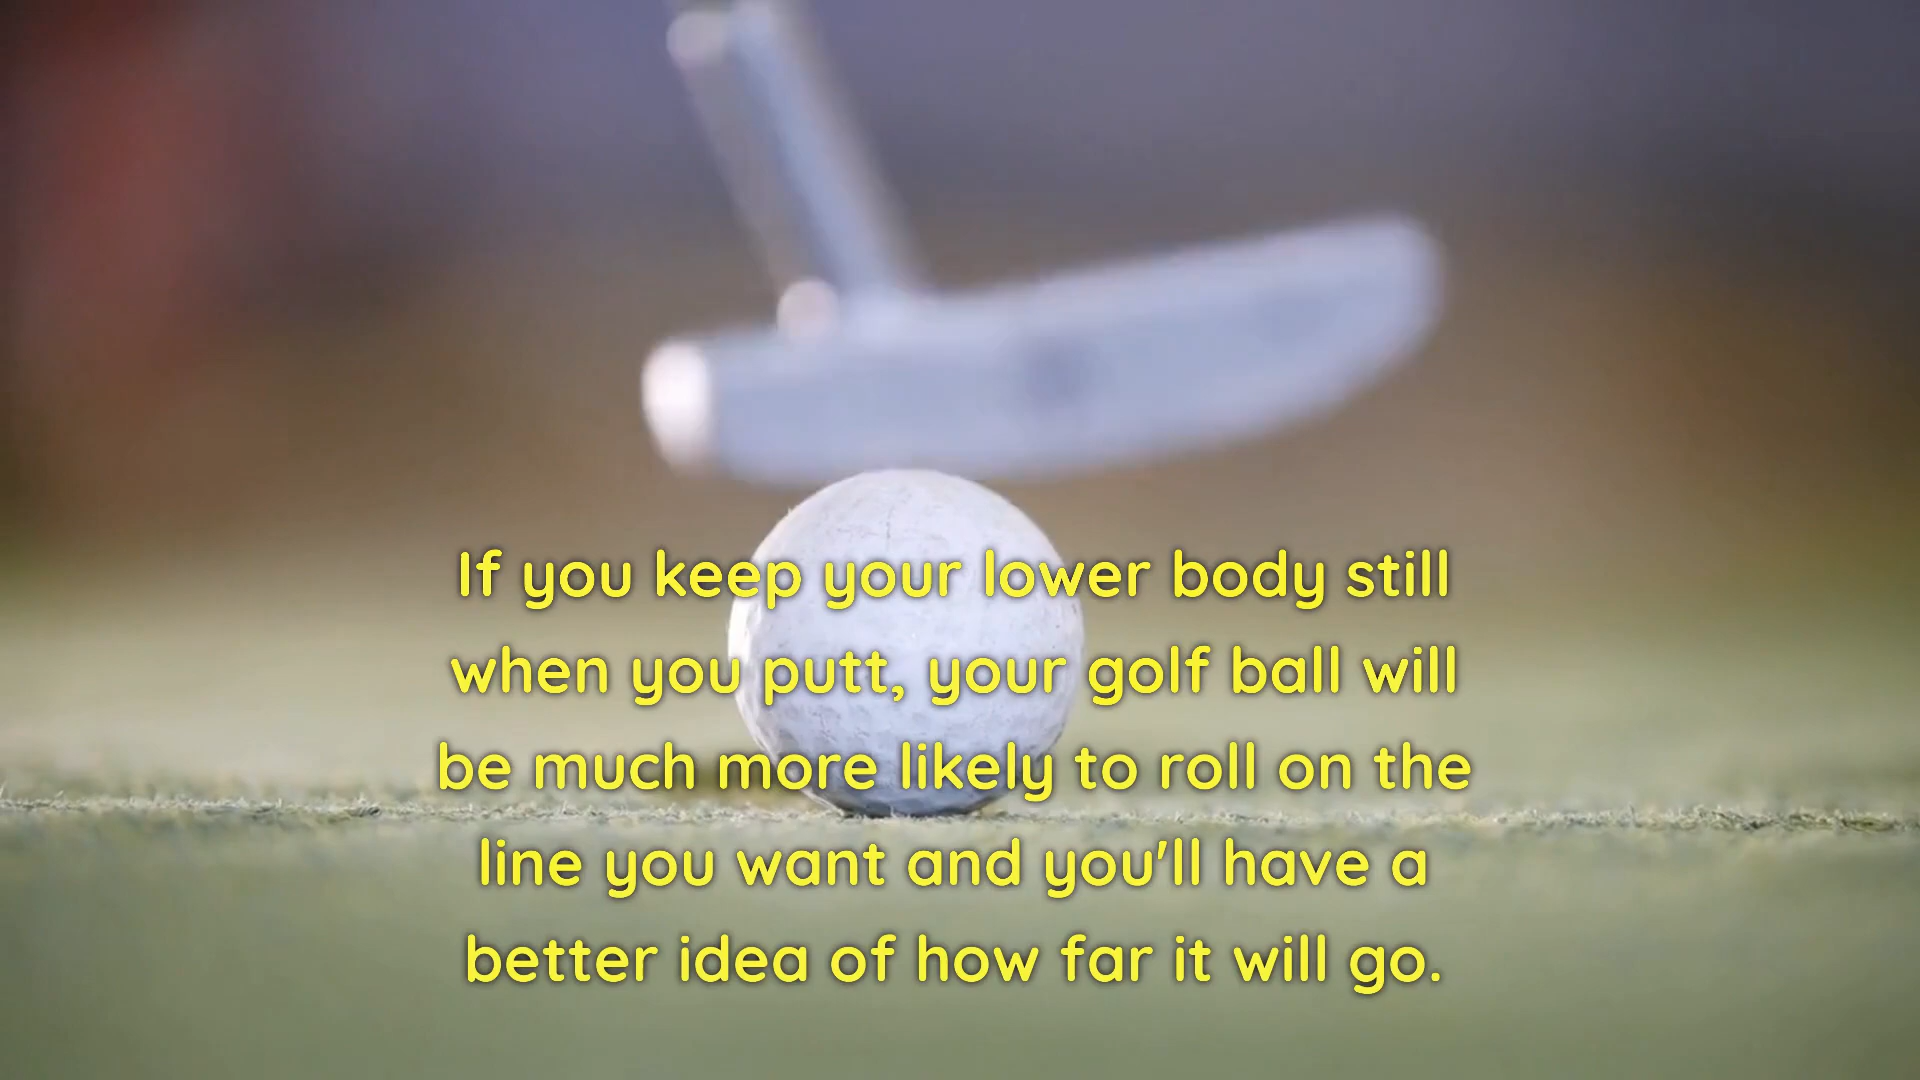 If you keep your lower body still
when you putt, your golf ball will
be much more likely to roll on the
line you want and you'll have a
better idea of how far it will go.